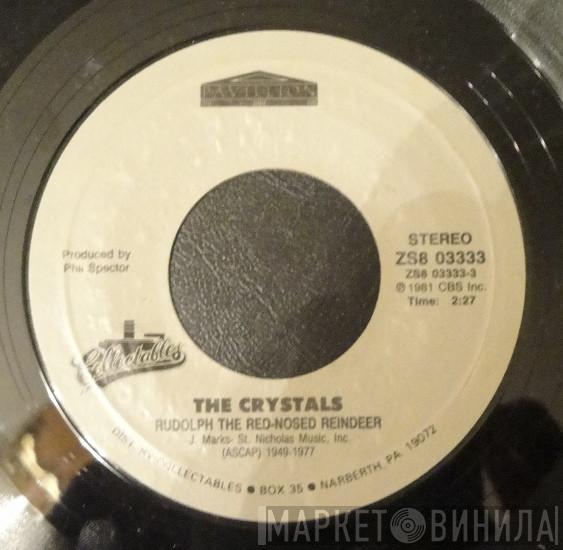 PAVILLION
STEREO
ZS8 03333
ZS8 03333-3
℗ 1981 CBS Inc.
Time: 2:27
Produced by
Phil Spector
Collectables
THE CRYSTALS
RUDOLPH THE RED-NOSED REINDEER
J. Marks- St. Nicholas Music, Inc.
(ASCAP) 1949-1977
DIST. BY COLLECTABLES ● BOX 35 ● NARBERTH, PA 19072
МАРКЕТ ВИНИЛА